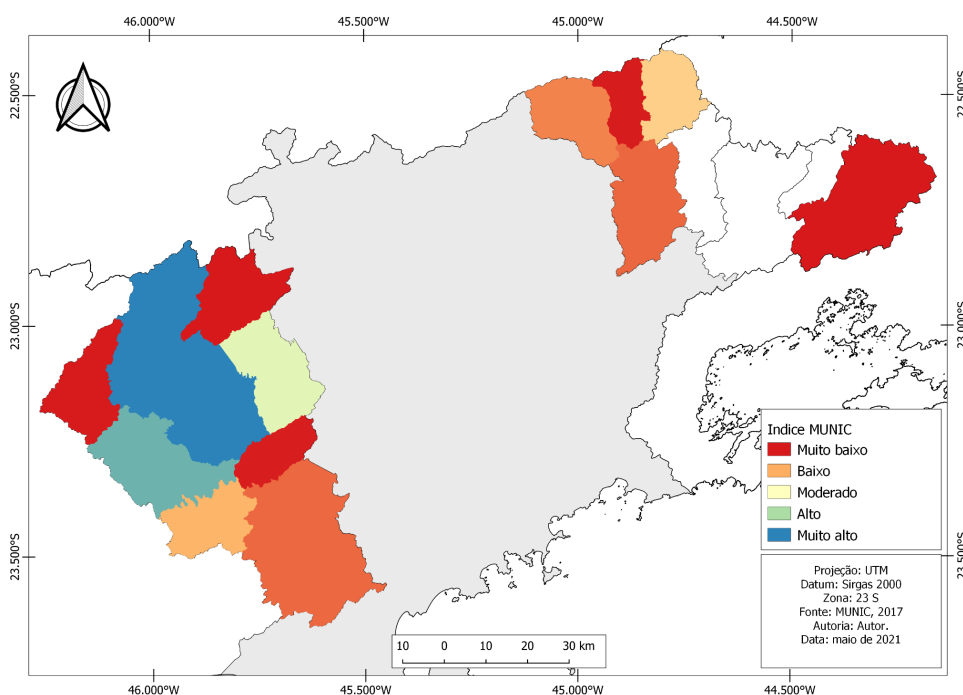 46.000°W 45.500°W 45.000°W 44.500°W
22.500°S 22.500°S
23.000°S 23.000°S
23.500°S 23.500°S
Indice MUNIC
Muito baixo
Baixo
Moderado
Alto
Muito alto
Projeção: UTM
Datum: Sirgas 2000
Zona: 23 S
Fonte: MUNIC, 2017
Autoria: Autor.
Data: maio de 2021
10 0 10 20 30 km
46.000°W 45.500°W 45.000°W 44.500°W